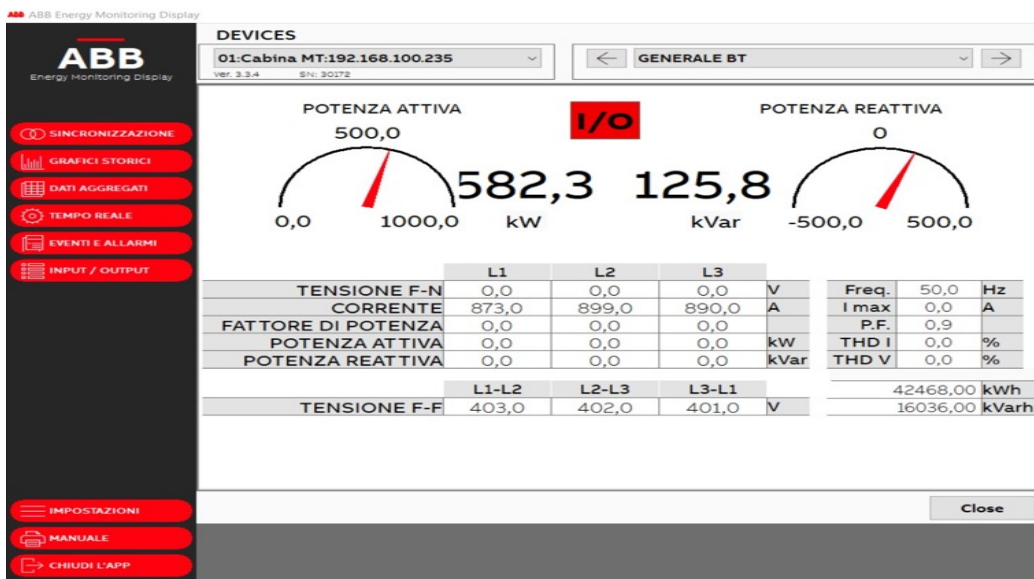 ABB ABB Energy Monitoring Display
ABB
Energy Monitoring Display
SINCRONIZZAZIONE
GRAFICI STORICI
DATI AGGREGATI
TEMPO REALE
EVENTI E ALLARMI
INPUT / OUTPUT
IMPOSTAZIONI
MANUALE
CHIUDI L'APP
DEVICES
01:Cabina MT:192.168.100.235
GENERALE BT
Ver. 3.3.4 SN: 30172
POTENZA ATTIVA
500,0
0,0 1000,0
582,3
kW
I/O
POTENZA REATTIVA
0
-500,0 500,0
125,8
kVar
L1 L2 L3
TENSIONE F-N 0,0 0,0 0,0 V
CORRENTE 873,0 899,0 890,0 A
FATTORE DI POTENZA 0,0 0,0 0,0
POTENZA ATTIVA 0,0 0,0 0,0 kW
POTENZA REATTIVA 0,0 0,0 0,0 kVar
L1-L2 L2-L3 L3-L1
TENSIONE F-F 403,0 402,0 401,0 V
Freq. 50,0 Hz
I max 0,0 A
P.F. 0,9
THD I 0,0 %
THD V 0,0 %
42468,00 kWh
16036,00 kVarh
Close